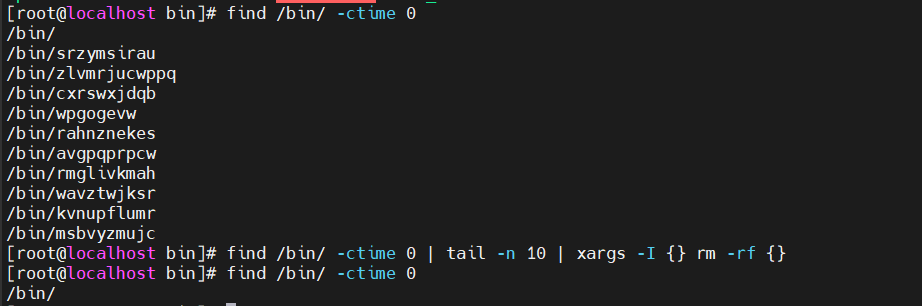 [root@localhost bin]# find /bin/ -ctime 0
/bin/
/bin/srzymsirau
/bin/zlvmrjucwppq
/bin/cxrswxjdqb
/bin/wpgogevw
/bin/rahnznekes
/bin/avgpqprpcw
/bin/rmglivkmah
/bin/wavztwjksr
/bin/kvnupflumr
/bin/msbvyzmujc
[root@localhost bin]# find /bin/ -ctime 0 | tail -n 10 | xargs -I {} rm -rf {}
[root@localhost bin]# find /bin/ -ctime 0
/bin/